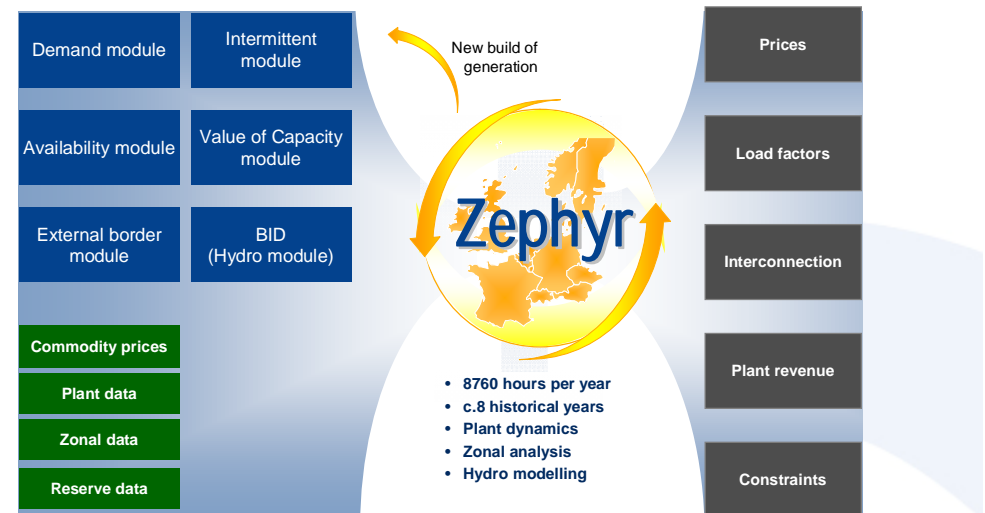 Demand module
Intermittent
module
Availability module
Value of Capacity
module
External border
module
BID
(Hydro module)
Commodity prices
Plant data
Zonal data
Reserve data
New build of
generation
Zephyr
• 8760 hours per year
• c.8 historical years
• Plant dynamics
• Zonal analysis
• Hydro modelling
Prices
Load factors
Interconnection
Plant revenue
Constraints